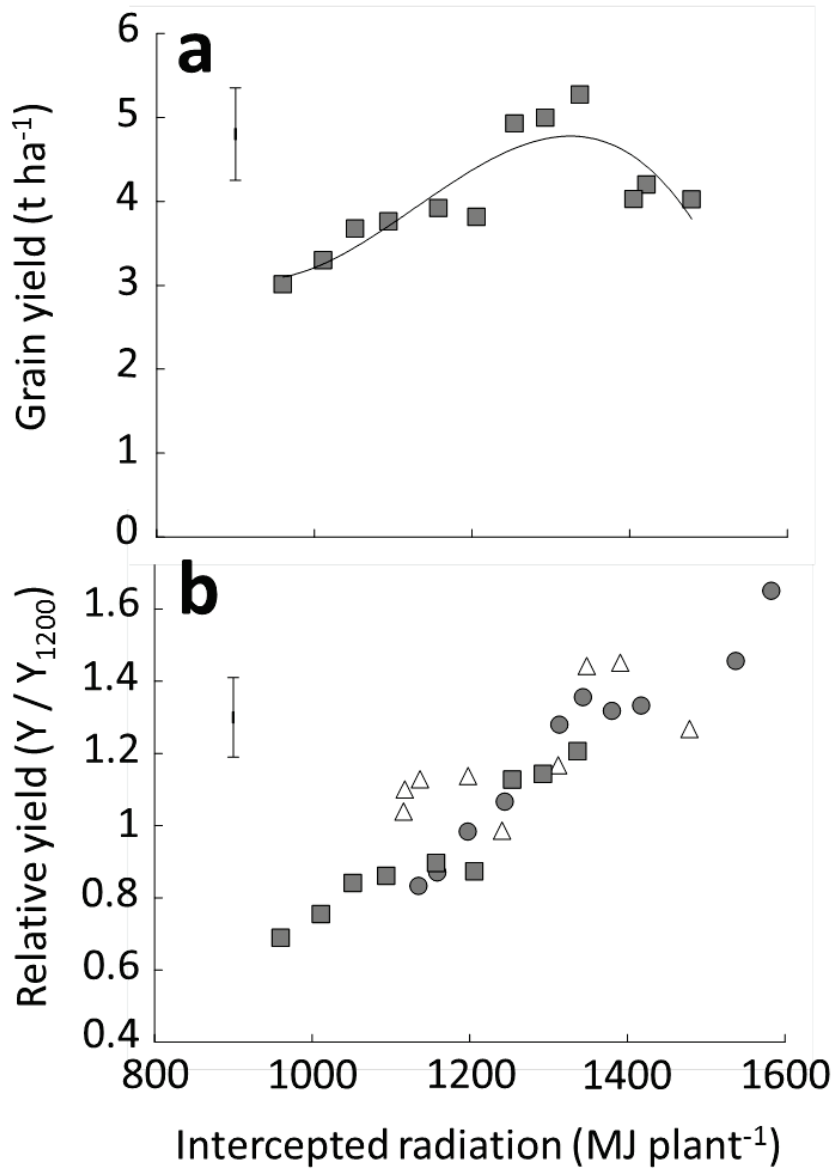 a
6
5
4
3
2
1
0
Grain yield (t ha-1)
b
1.6
1.4
1.2
1
0.8
0.6
0.4
Relative yield (Y / Y1200)
800 1000 1200 1400 1600
Intercepted radiation (MJ plant-1)